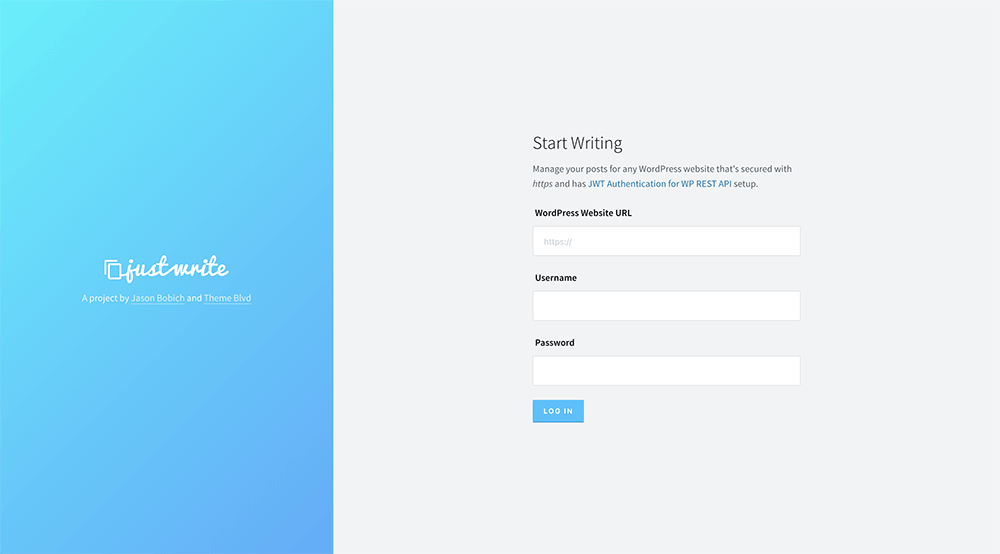 justwrite
A project by Jason Bobich and Theme Blvd
Start Writing
Manage your posts for any WordPress website that's secured with
https and has JWT Authentication for WP REST API setup.
WordPress Website URL
https://
Username
Password
LOG IN